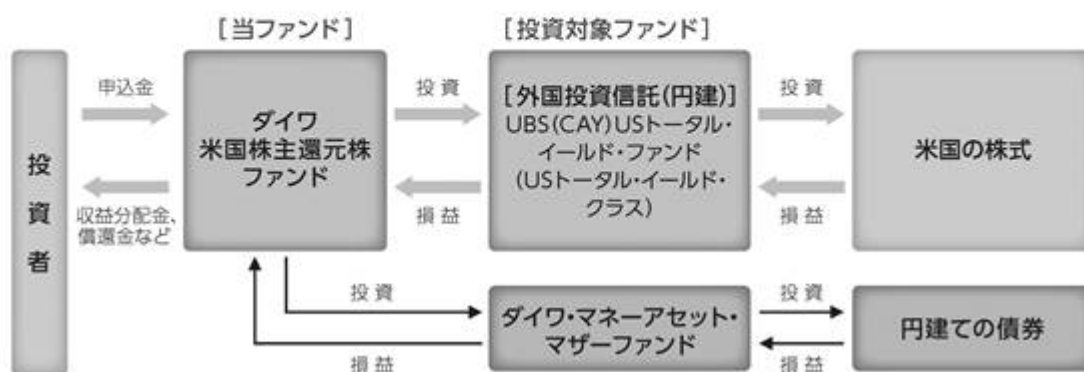 [当ファンド]
[投資対象ファンド]
投資者
申込金
収益分配金、
償還金など
ダイワ
米国株主還元株
ファンド
投資
損益
[外国投資信託(円建)]
UBS(CAY)USトータル・
イールド・ファンド
(USトータル・イールド・
クラス)
投資
損益
米国の株式
投資
損益
ダイワ・マネーアセット・
マザーファンド
投資
損益
円建ての債券